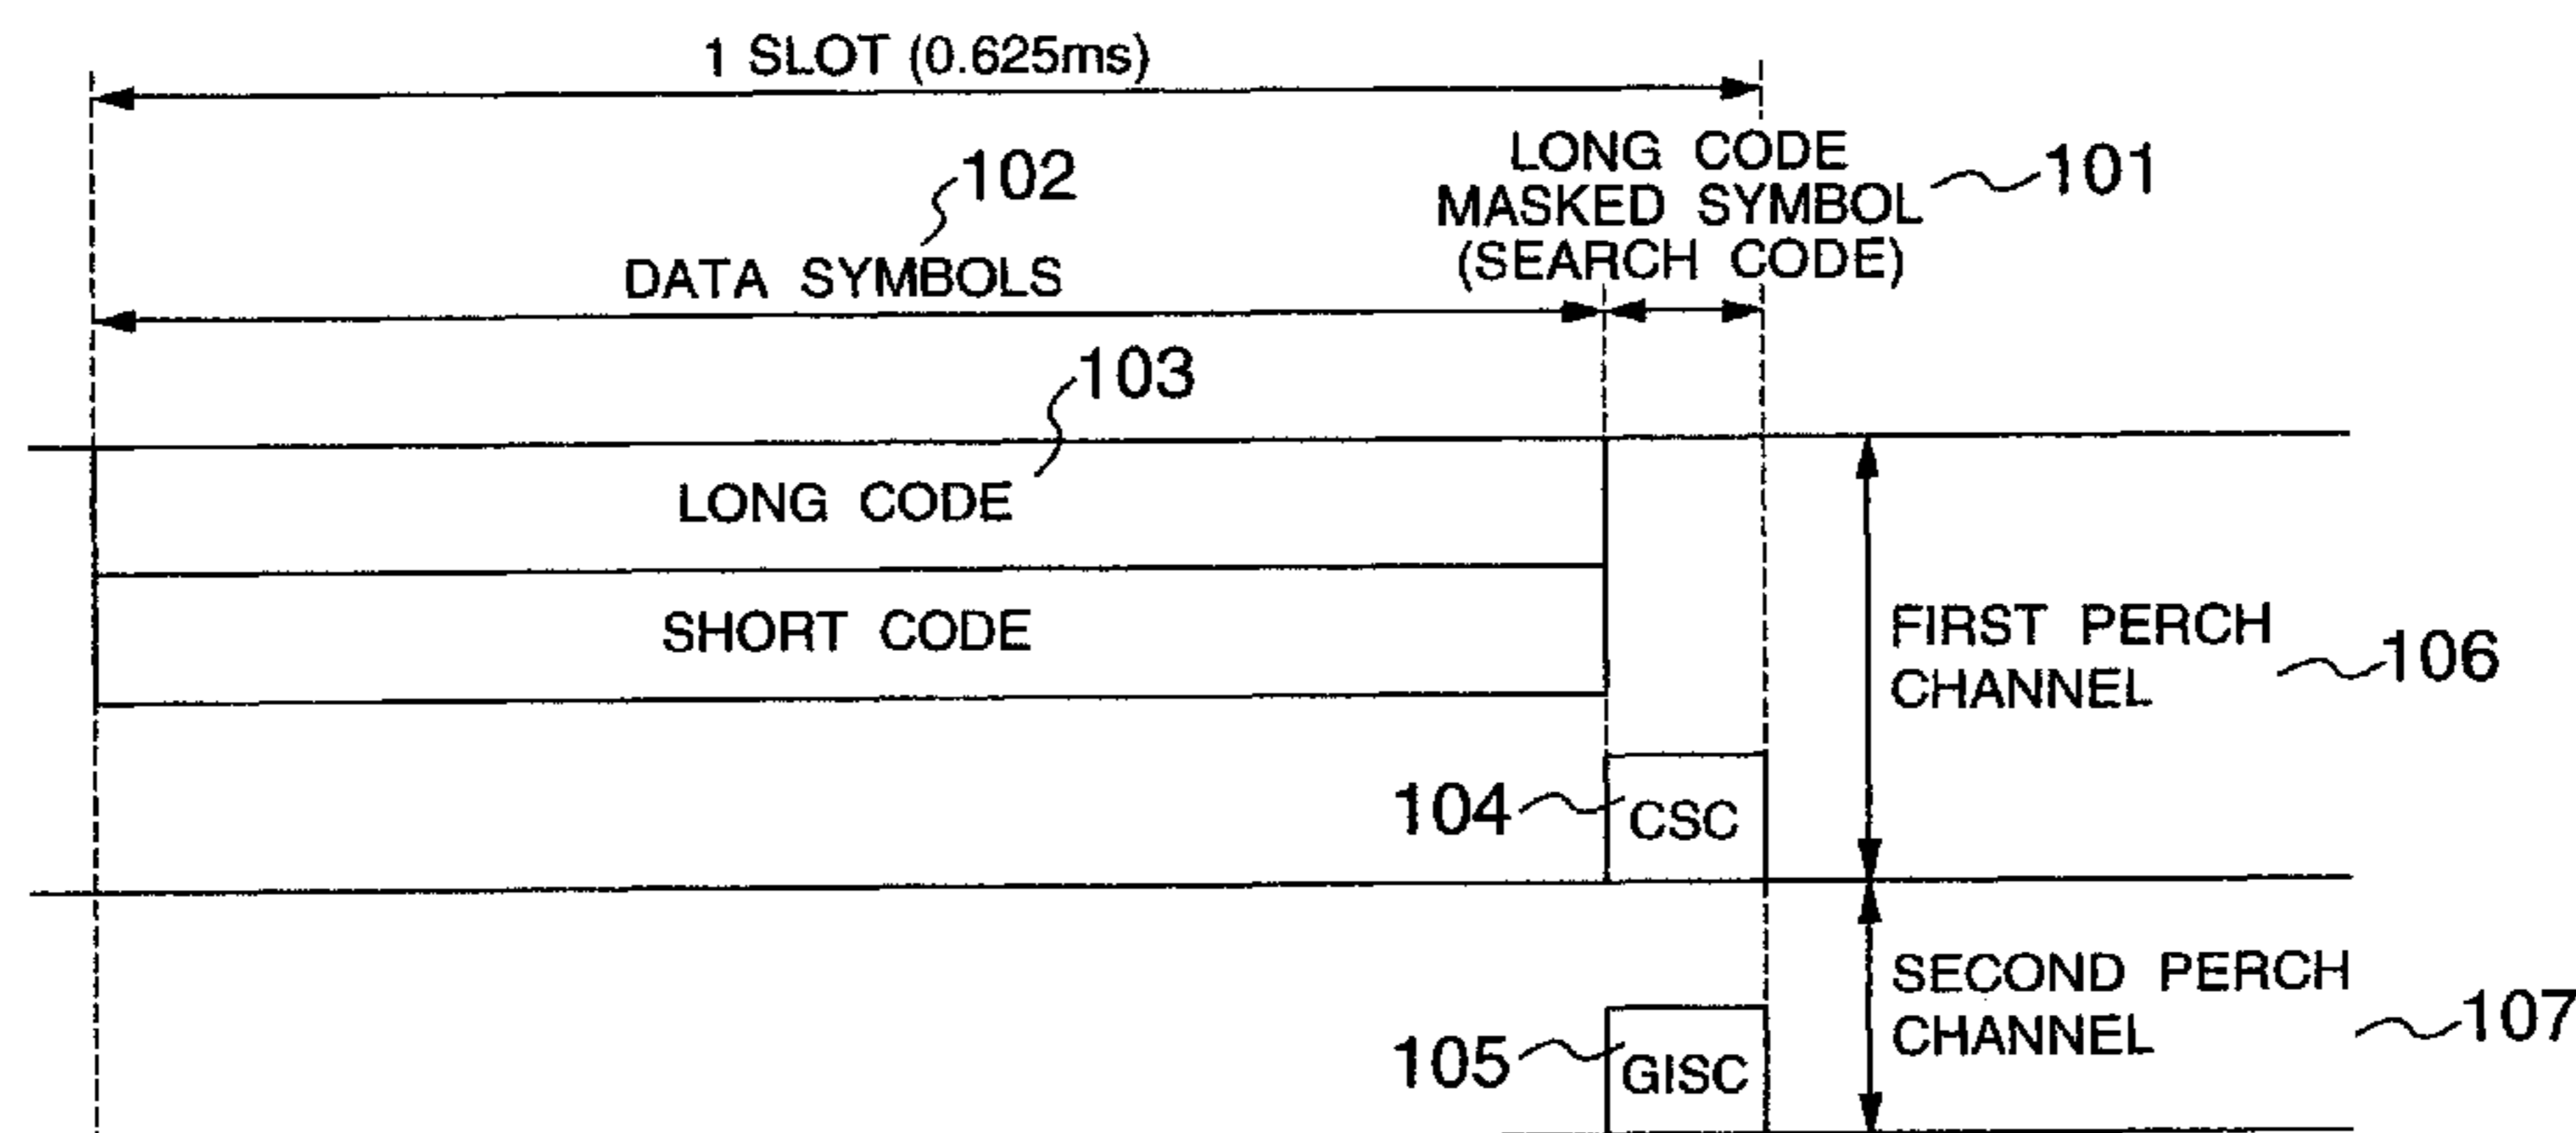 1 SLOT (0.625ms)
102
DATA SYMBOLS
LONG CODE
MASKED SYMBOL
(SEARCH CODE)
101
103
LONG CODE
SHORT CODE
FIRST PERCH
CHANNEL
106
104
CSC
SECOND PERCH
CHANNEL
107
105
GISC